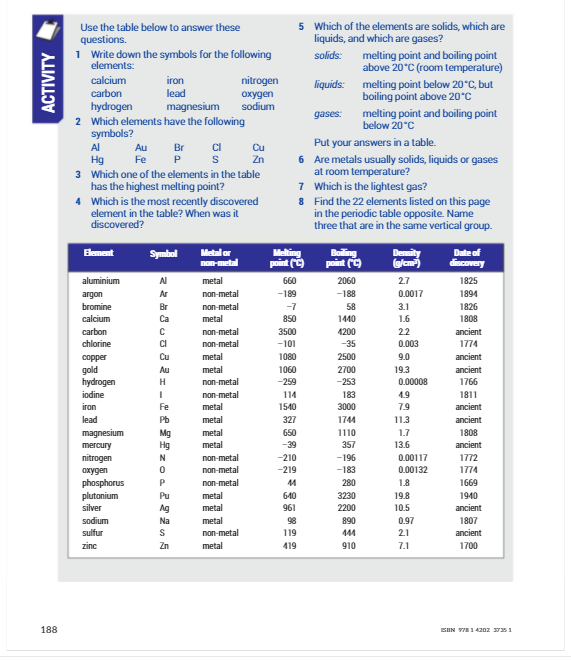 ACTIVITY
Use the table below to answer these
questions.
1 Write down the symbols for the following
elements:
calcium iron nitrogen
carbon lead oxygen
hydrogen magnesium sodium
2 Which elements have the following
symbols?
Al Au Br Cl Cu
Hg Fe P S Zn
3 Which one of the elements in the table
has the highest melting point?
4 Which is the most recently discovered
element in the table? When was it
discovered?
5 Which of the elements are solids, which are
liquids, and which are gases?
solids: melting point and boiling point
above 20°C (room temperature)
liquids: melting point below 20°C, but
boiling point above 20°C
gases: melting point and boiling point
below 20°C
Put your answers in a table.
6 Are metals usually solids, liquids or gases
at room temperature?
7 Which is the lightest gas?
8 Find the 22 elements listed on this page
in the periodic table opposite. Name
three that are in the same vertical group.
Element Symbol Metal or Melting Boiling Density Date of
non-metal point (°C) point (°C) (g/cm³) discovery
aluminium Al metal 660 2060 2.7 1825
argon Ar non-metal -189 -188 0.0017 1894
bromine Br non-metal -7 58 3.1 1826
calcium Ca metal 850 1440 1.6 1808
carbon C non-metal 3500 4200 2.2 ancient
chlorine Cl non-metal -101 -35 0.003 1774
copper Cu metal 1080 2500 9.0 ancient
gold Au metal 1060 2700 19.3 ancient
hydrogen H non-metal -259 -253 0.00008 1766
iodine I non-metal 114 183 4.9 1811
iron Fe metal 1540 3000 7.9 ancient
lead Pb metal 327 1744 11.3 ancient
magnesium Mg metal 650 1110 1.7 1808
mercury Hg metal -39 357 13.6 ancient
nitrogen N non-metal -210 -196 0.00117 1772
oxygen O non-metal -219 -183 0.00132 1774
phosphorus P non-metal 44 280 1.8 1669
plutonium Pu metal 640 3230 19.8 1940
silver Ag metal 961 2200 10.5 ancient
sodium Na metal 98 890 0.97 1807
sulfur S non-metal 119 444 2.1 ancient
zinc Zn metal 419 910 7.1 1700
188
ISBN 978 1 4202 3735 1